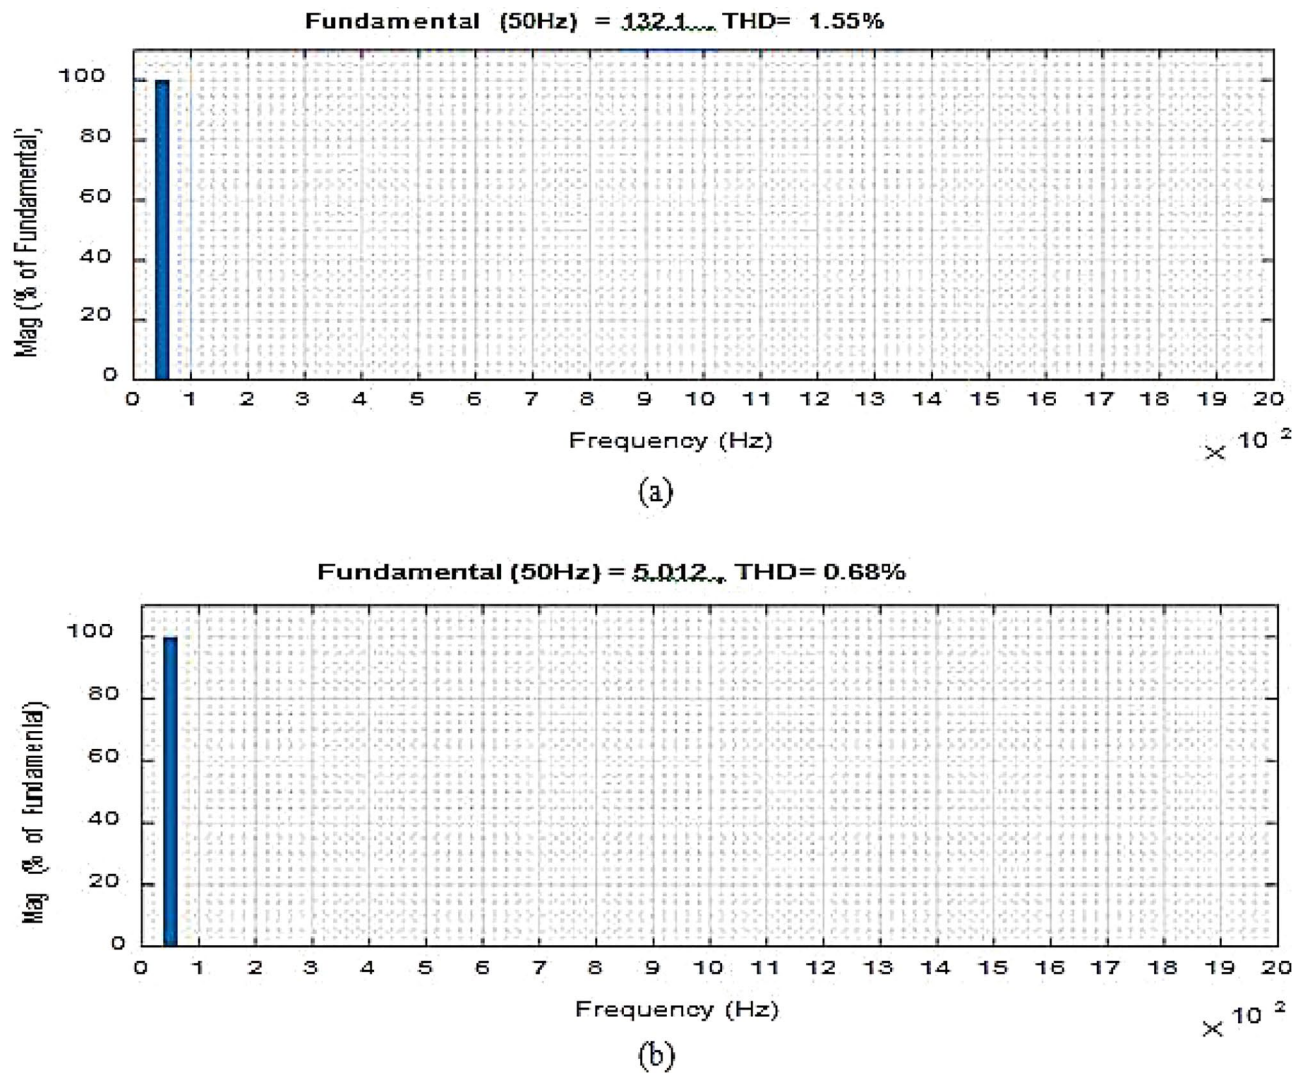 Fundamental (50Hz) = 132.1 , THD= 1.55%
100
80
60
40
20
0
Mag (% of Fundamental)
0 1 2 3 4 5 6 7 8 9 10 11 12 13 14 15 16 17 18 19 20
Frequency (Hz)
× 10 2
(a)
Fundamental (50Hz) = 5.012 , THD= 0.68%
100
80
60
40
20
0
Mag (% of Fundamental)
0 1 2 3 4 5 6 7 8 9 10 11 12 13 14 15 16 17 18 19 20
Frequency (Hz)
× 10 2
(b)